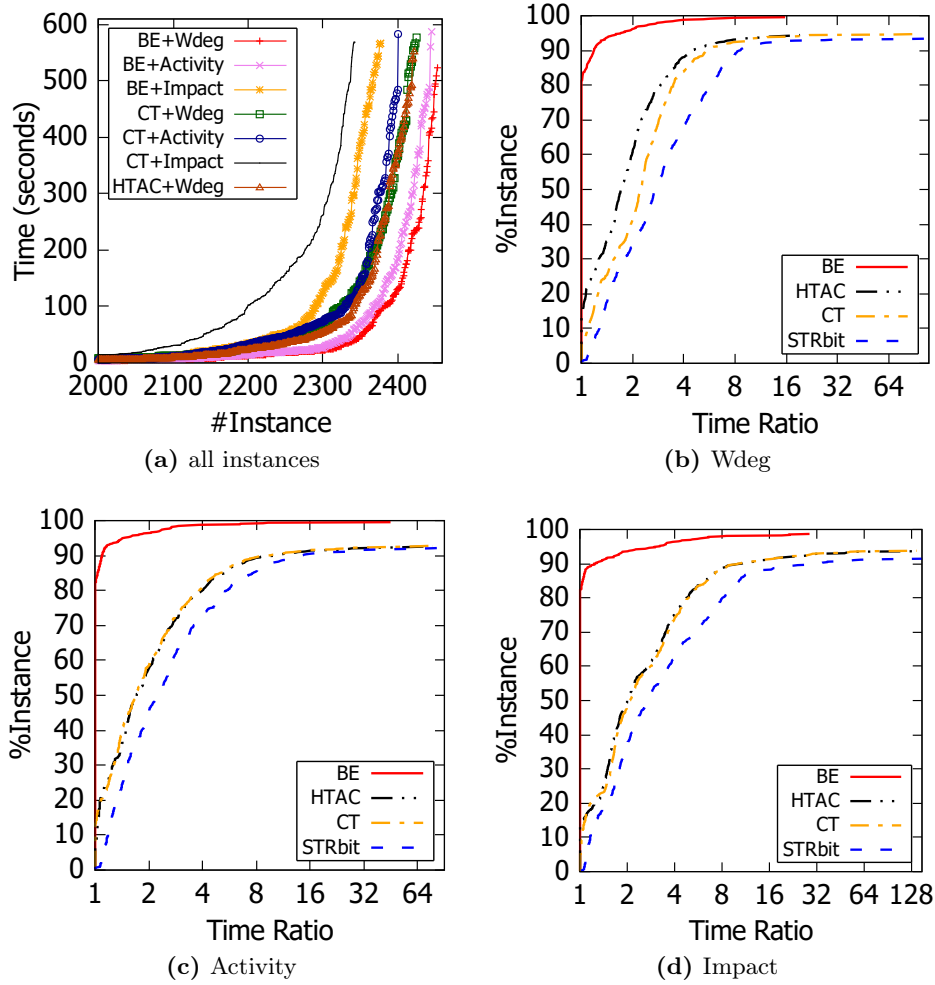 600
500
400
300
200
100
0
Time (seconds)
BE+Wdeg
BE+Activity
BE+Impact
CT+Wdeg
CT+Activity
CT+Impact
HTAC+Wdeg
2000 2100 2200 2300 2400
#Instance
(a) all instances
100
90
80
70
60
50
40
30
20
10
0
%Instance
BE
HTAC
CT
STRbit
1 2 4 8 16 32 64
Time Ratio
(b) Wdeg
100
90
80
70
60
50
40
30
20
10
0
%Instance
BE
HTAC
CT
STRbit
1 2 4 8 16 32 64
Time Ratio
(c) Activity
100
90
80
70
60
50
40
30
20
10
0
%Instance
BE
HTAC
CT
STRbit
1 2 4 8 16 32 64 128
Time Ratio
(d) Impact